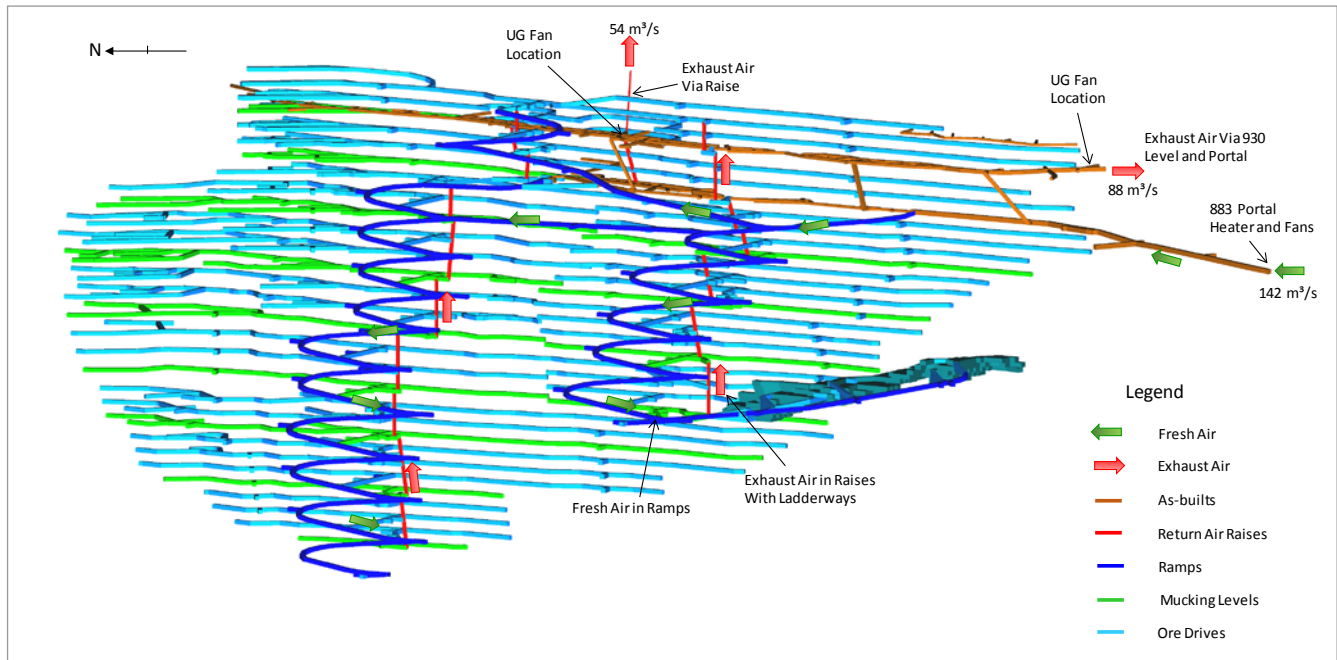 54 m³/s
N
UG Fan
Location
Exhaust Air
Via Raise
UG Fan
Location
Exhaust Air Via 930
Level and Portal
88 m³/s
883 Portal
Heater and Fans
142 m³/s
Exhaust Air in Raises
With Ladderways
Fresh Air in Ramps
Legend
Fresh Air
Exhaust Air
As-builts
Return Air Raises
Ramps
Mucking Levels
Ore Drives